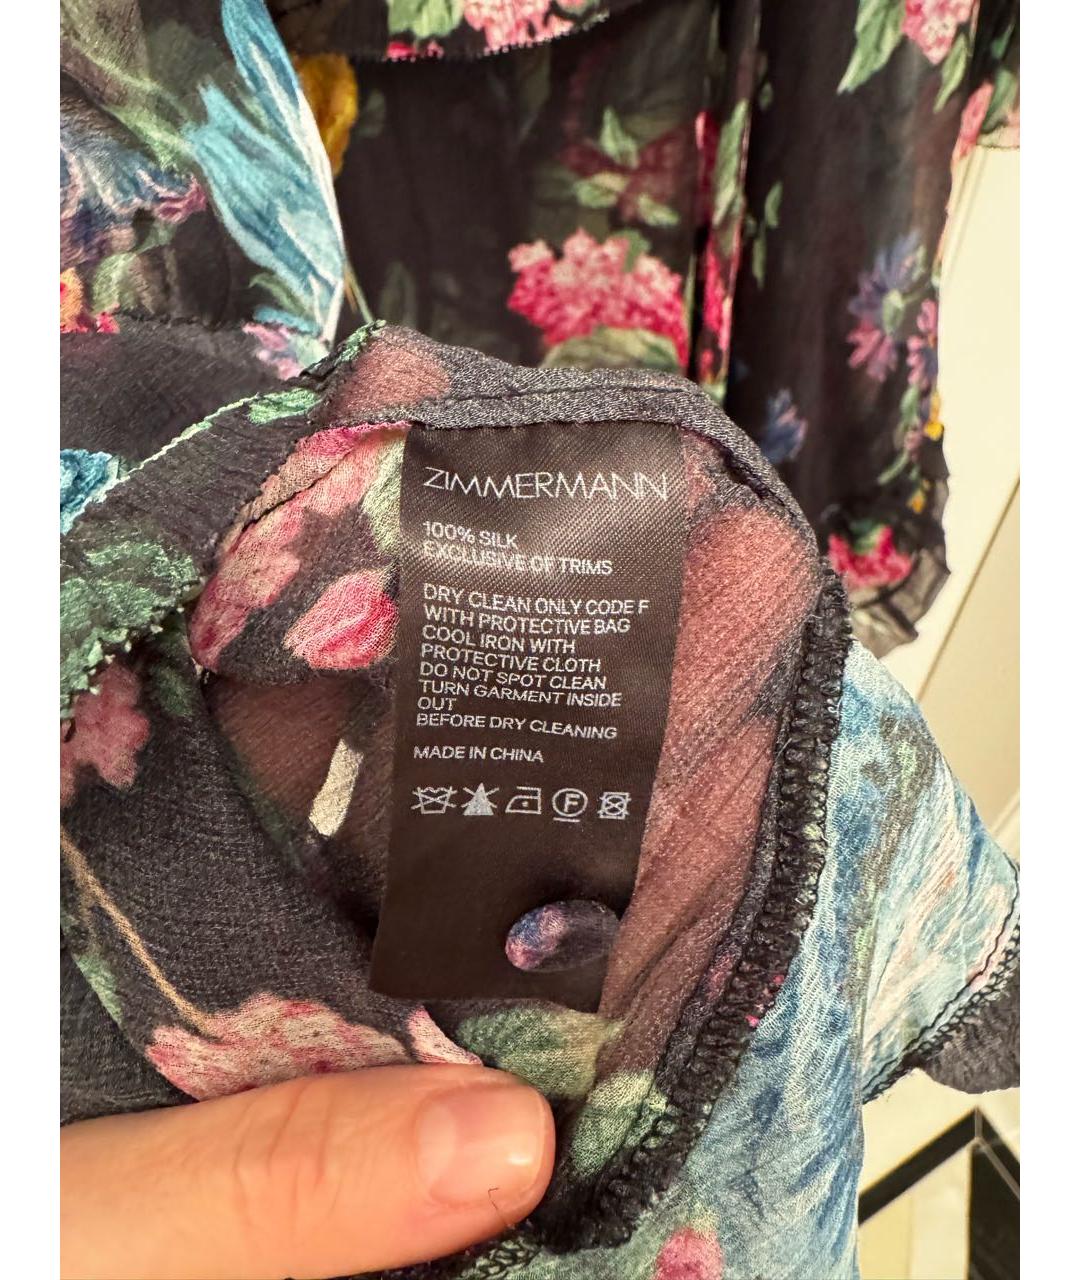 ZIMMERMANN
100% SILK
EXCLUSIVE OF TRIMS
DRY CLEAN ONLY CODE F
WITH PROTECTIVE BAG
COOL IRON WITH
PROTECTIVE CLOTH
DO NOT SPOT CLEAN
TURN GARMENT INSIDE
OUT
BEFORE DRY CLEANING
MADE IN CHINA
F